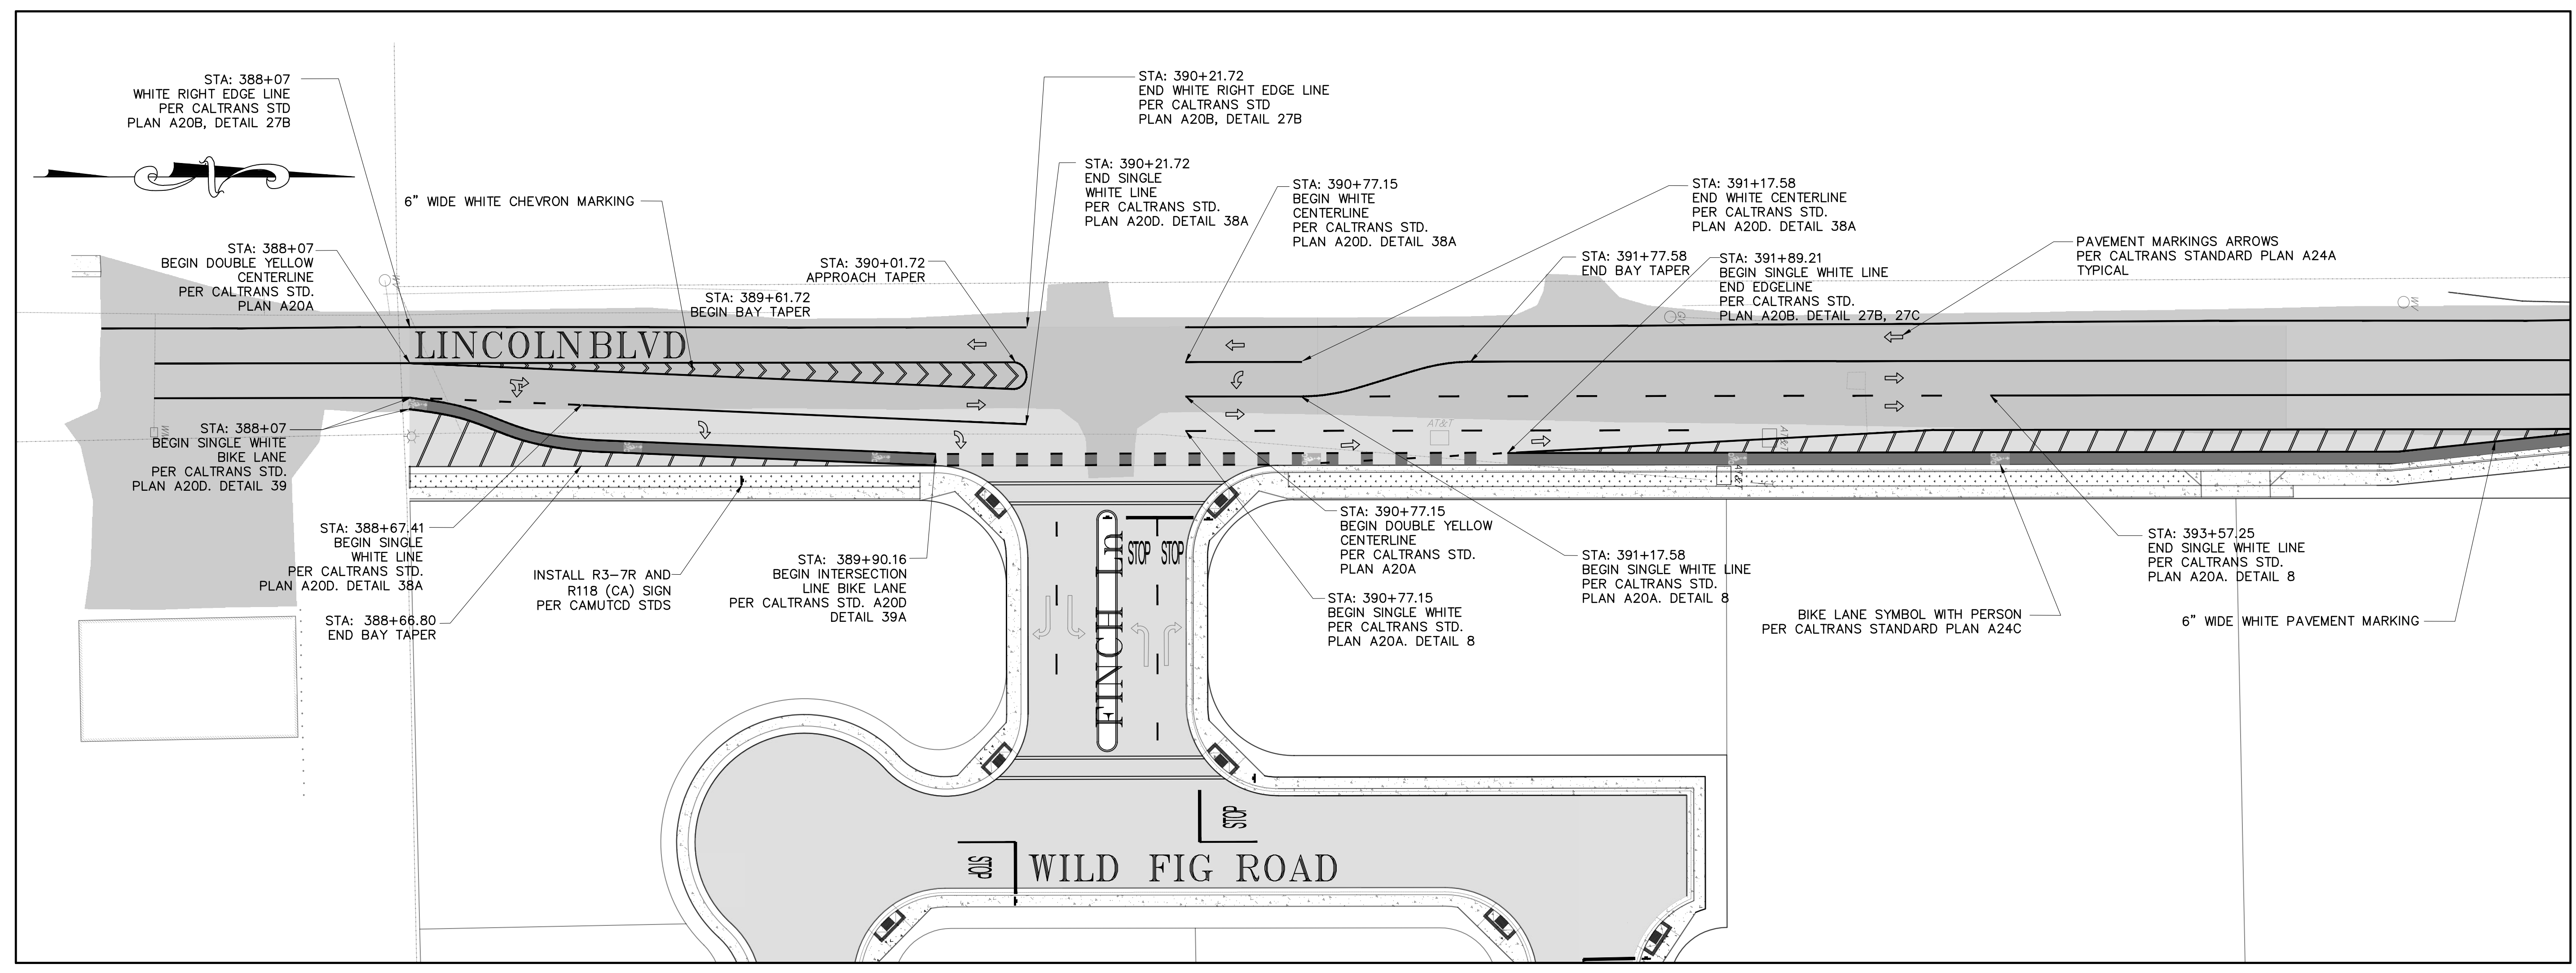 STA: 388+07
WHITE RIGHT EDGE LINE
PER CALTRANS STD
PLAN A20B, DETAIL 27B
6" WIDE WHITE CHEVRON MARKING
STA: 388+07
BEGIN DOUBLE YELLOW
CENTERLINE
PER CALTRANS STD.
PLAN A20A
STA: 390+01.72
APPROACH TAPER
STA: 389+61.72
BEGIN BAY TAPER
STA: 390+21.72
END WHITE RIGHT EDGE LINE
PER CALTRANS STD
PLAN A20B, DETAIL 27B
STA: 390+21.72
END SINGLE
WHITE LINE
PER CALTRANS STD.
PLAN A20D. DETAIL 38A
STA: 390+77.15
BEGIN WHITE
CENTERLINE
PER CALTRANS STD.
PLAN A20D. DETAIL 38A
STA: 391+17.58
END WHITE CENTERLINE
PER CALTRANS STD.
PLAN A20D. DETAIL 38A
STA: 391+77.58
END BAY TAPER
STA: 391+89.21
BEGIN SINGLE WHITE LINE
END EDGELINE
PER CALTRANS STD.
PLAN A20B. DETAIL 27B, 27C
PAVEMENT MARKINGS ARROWS
PER CALTRANS STANDARD PLAN A24A
TYPICAL
WV
GV
WV
LINCOLN BLVD
STA: 388+07
BEGIN SINGLE WHITE
BIKE LANE
PER CALTRANS STD.
PLAN A20D. DETAIL 39
AT&T
AT&T
AT&T
STA: 388+67.41
BEGIN SINGLE
WHITE LINE
PER CALTRANS STD.
PLAN A20D. DETAIL 38A
STA: 388+66.80
END BAY TAPER
INSTALL R3-7R AND
R118 (CA) SIGN
PER CAMUTCD STDS
STA: 389+90.16
BEGIN INTERSECTION
LINE BIKE LANE
PER CALTRANS STD. A20D
DETAIL 39A
FINCH Ln
STOP STOP
STA: 390+77.15
BEGIN DOUBLE YELLOW
CENTERLINE
PER CALTRANS STD.
PLAN A20A
STA: 390+77.15
BEGIN SINGLE WHITE
PER CALTRANS STD.
PLAN A20A. DETAIL 8
STA: 391+17.58
BEGIN SINGLE WHITE LINE
PER CALTRANS STD.
PLAN A20A. DETAIL 8
BIKE LANE SYMBOL WITH PERSON
PER CALTRANS STANDARD PLAN A24C
STA: 393+57.25
END SINGLE WHITE LINE
PER CALTRANS STD.
PLAN A20A. DETAIL 8
6" WIDE WHITE PAVEMENT MARKING
STOP
STOP
WILD FIG ROAD